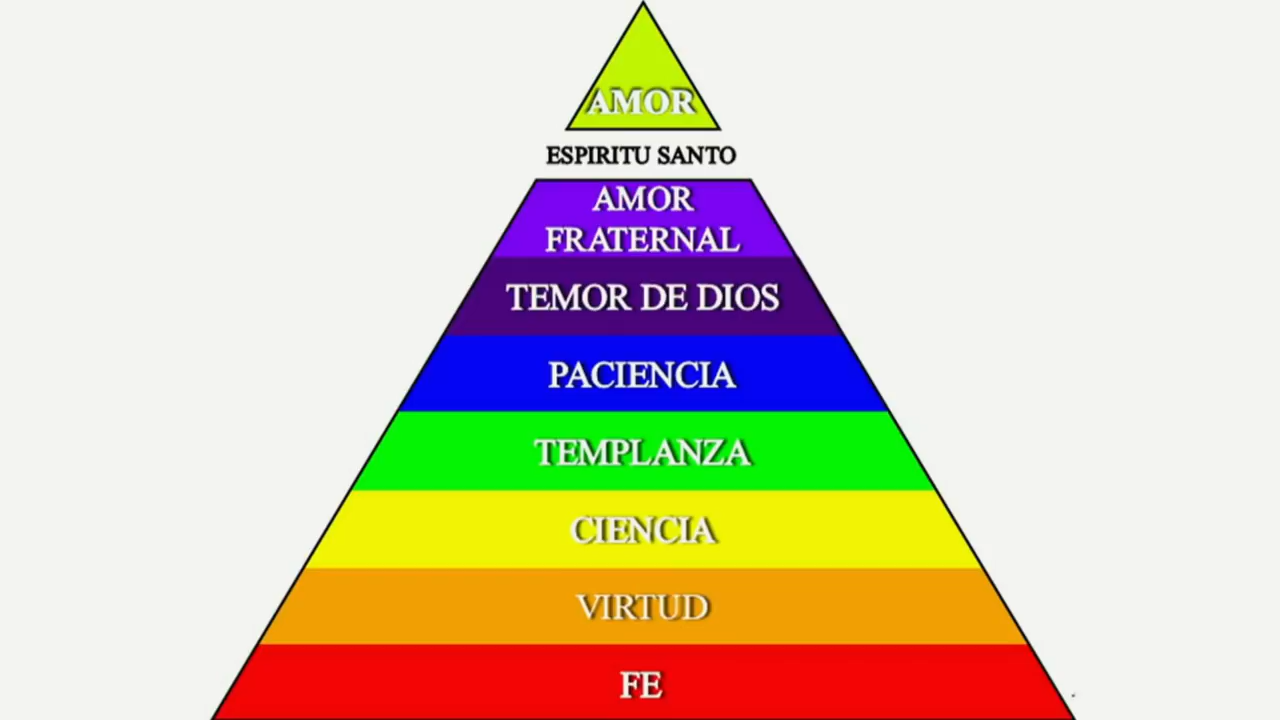 AMOR
ESPIRITU SANTO
AMOR
FRATERNAL
TEMOR DE DIOS
PACIENCIA
TEMPLANZA
CIENCIA
VIRTUD
FE